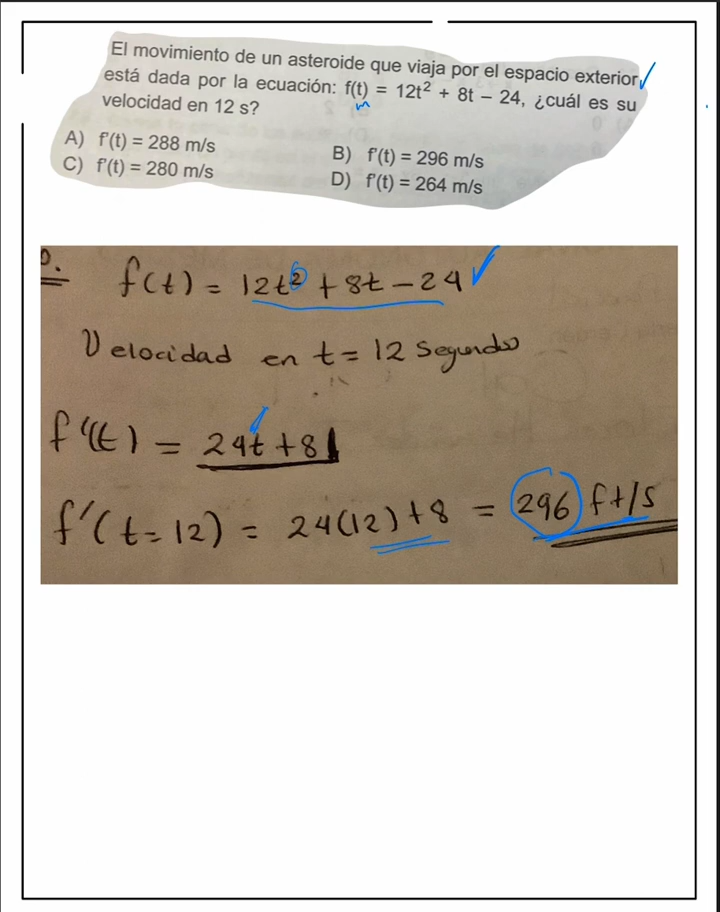 El movimiento de un asteroide que viaja por el espacio exterior
está dada por la ecuación: f(t) = 12t² + 8t – 24, ¿cuál es su
velocidad en 12 s?
m
A) f'(t) = 288 m/s
B) f'(t) = 296 m/s
C) f'(t) = 280 m/s
D) f'(t) = 264 m/s
f(t) = 12t² + 8t – 24
Velocidad en t = 12 segundos
f'(t) = 24t + 8
f'(t = 12) = 24(12) + 8 = 296 ft/s